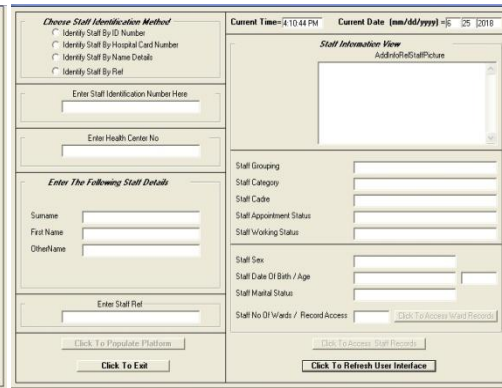 Choose Staff Identification Method
Identify Staff By ID Number
Identify Staff By Hospital Card Number
Identify Staff By Name Details
Identify Staff By Ref
Enter Staff Identification Number Here
Enter Health Center No
Enter The Following Staff Details
Surname
First Name
OtherName
Enter Staff Ref
Click To Populate Platform
Click To Exit
Current Time= 4:10:44 PM Current Date (mm/dd/yyyy) = 6 25 2018
Staff Information View
AddInfoRefStaffPicture
Staff Grouping
Staff Category
Staff Cadre
Staff Appointment Status
Staff Working Status
Staff Sex
Staff Date Of Birth / Age
Staff Marital Status
Staff No Of Wards / Record Access Click To Access Ward Records
Click To Access Staff Records
Click To Refresh User Interface